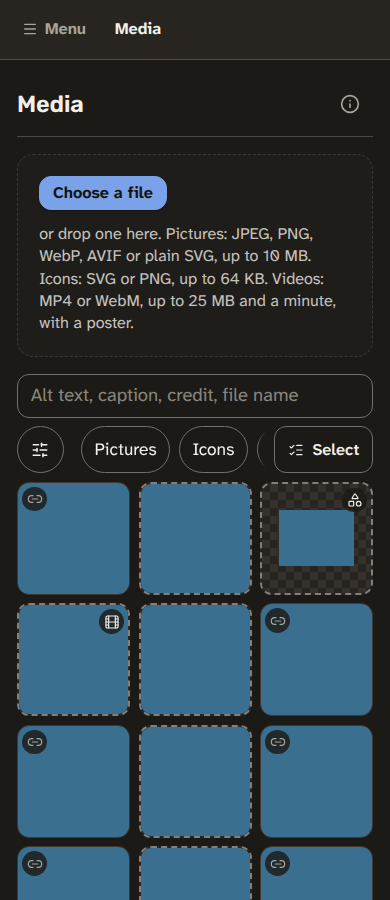 Menu Media
Media
Choose a file
or drop one here. Pictures: JPEG, PNG,
WebP, AVIF or plain SVG, up to 10 MB.
Icons: SVG or PNG, up to 64 KB. Videos:
MP4 or WebM, up to 25 MB and a minute,
with a poster.
Alt text, caption, credit, file name
Pictures Icons Select